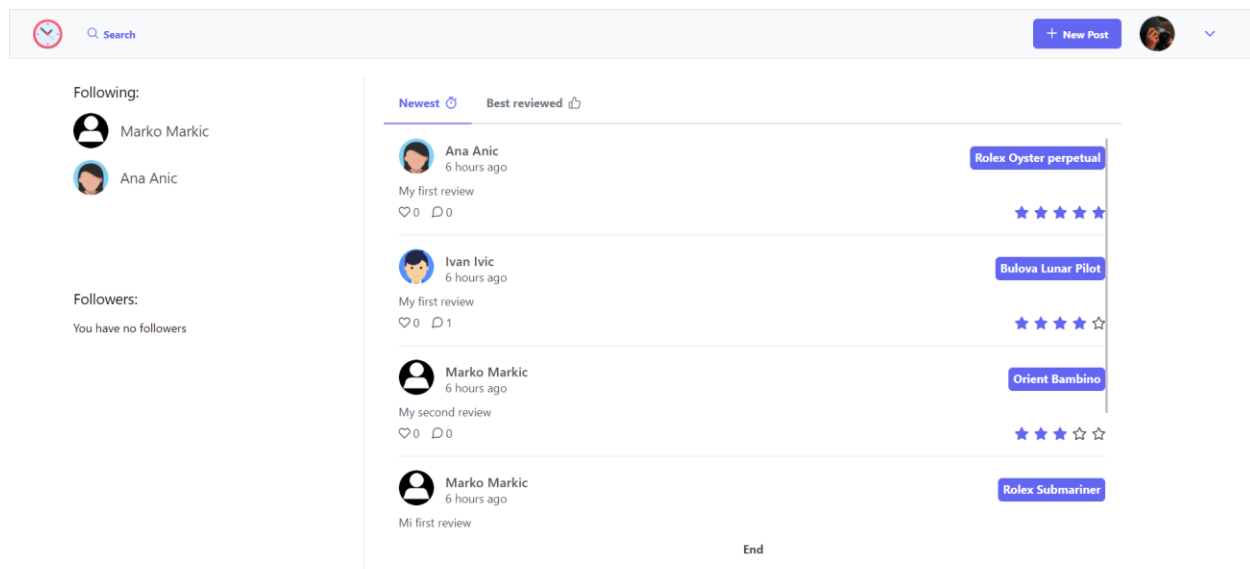 Search
+ New Post
Following:
Marko Markic
Ana Anic
Followers:
You have no followers
Newest
Best reviewed
Ana Anic
6 hours ago
Rolex Oyster perpetual
My first review
0 0
Ivan Ivic
6 hours ago
Bulova Lunar Pilot
My first review
0 1
Marko Markic
6 hours ago
Orient Bambino
My second review
0 0
Marko Markic
6 hours ago
Rolex Submariner
Mi first review
End